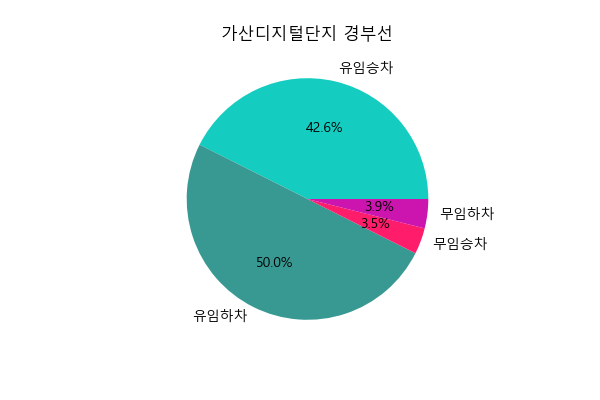 가산디지털단지 경부선
유임승차
42.6%
3.9%
무임하차
3.5%
무임승차
50.0%
유임하차